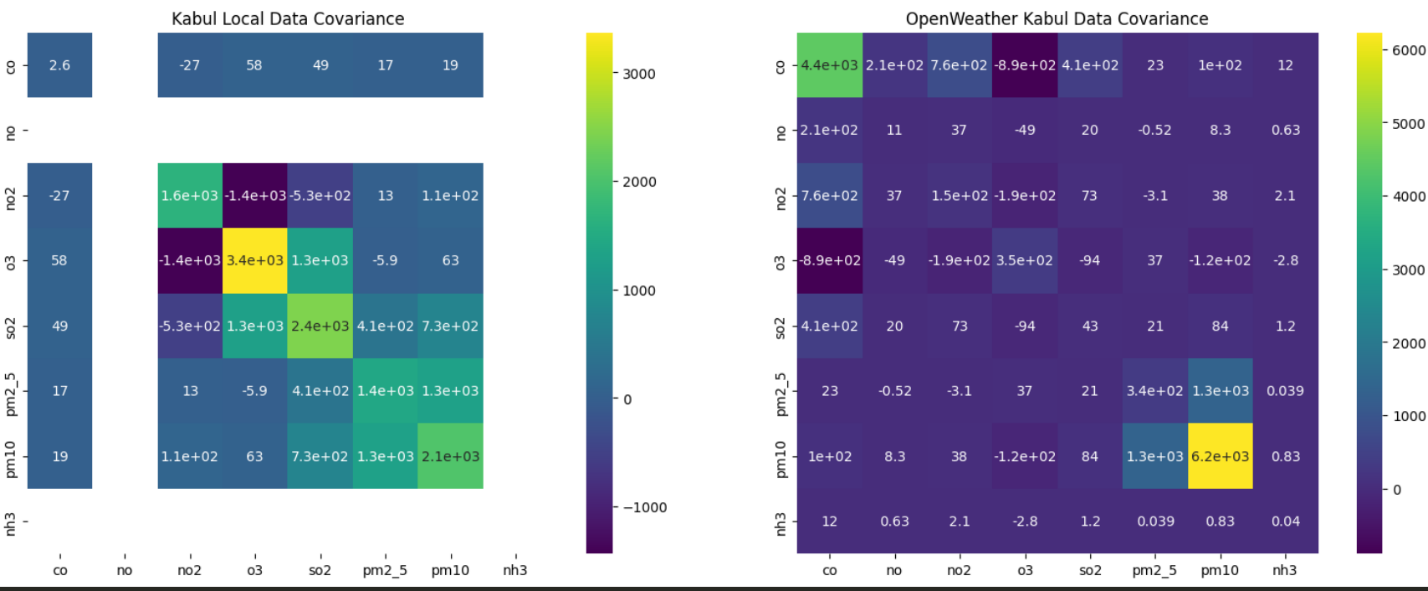 Kabul Local Data Covariance
co 2.6 -27 58 49 17 19
no
no2 -27 1.6e+03 -1.4e+03 -5.3e+02 13 1.1e+02
o3 58 -1.4e+03 3.4e+03 1.3e+03 -5.9 63
so2 49 -5.3e+02 1.3e+03 2.4e+03 4.1e+02 7.3e+02
pm2_5 17 13 -5.9 4.1e+02 1.4e+03 1.3e+03
pm10 19 1.1e+02 63 7.3e+02 1.3e+03 2.1e+03
nh3
co no no2 o3 so2 pm2_5 pm10 nh3
3000
2000
1000
0
−1000
OpenWeather Kabul Data Covariance
co 4.4e+03 2.1e+02 7.6e+02 -8.9e+02 4.1e+02 23 1e+02 12
no 2.1e+02 11 37 -49 20 -0.52 8.3 0.63
no2 7.6e+02 37 1.5e+02 -1.9e+02 73 -3.1 38 2.1
o3 -8.9e+02 -49 -1.9e+02 3.5e+02 -94 37 -1.2e+02 -2.8
so2 4.1e+02 20 73 -94 43 21 84 1.2
pm2_5 23 -0.52 -3.1 37 21 3.4e+02 1.3e+03 0.039
pm10 1e+02 8.3 38 -1.2e+02 84 1.3e+03 6.2e+03 0.83
nh3 12 0.63 2.1 -2.8 1.2 0.039 0.83 0.04
co no no2 o3 so2 pm2_5 pm10 nh3
6000
5000
4000
3000
2000
1000
0